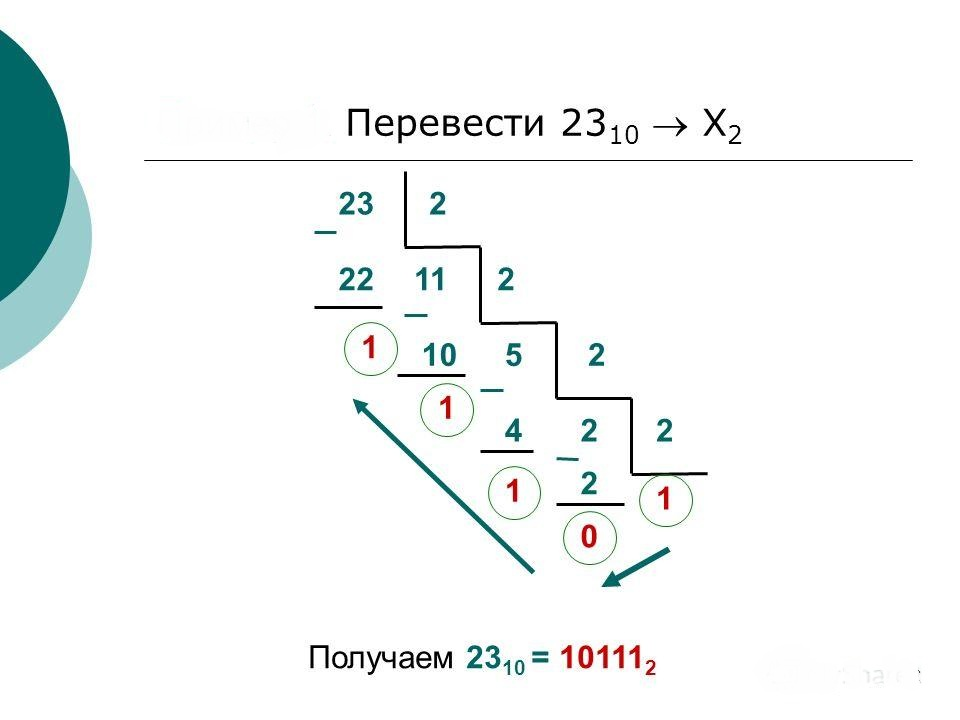 Перевести 23₁₀ → X₂
23 2
22 11 2
1 10 5 2
1 4 2 2
1 2 1
0
Получаем 23₁₀ = 10111₂